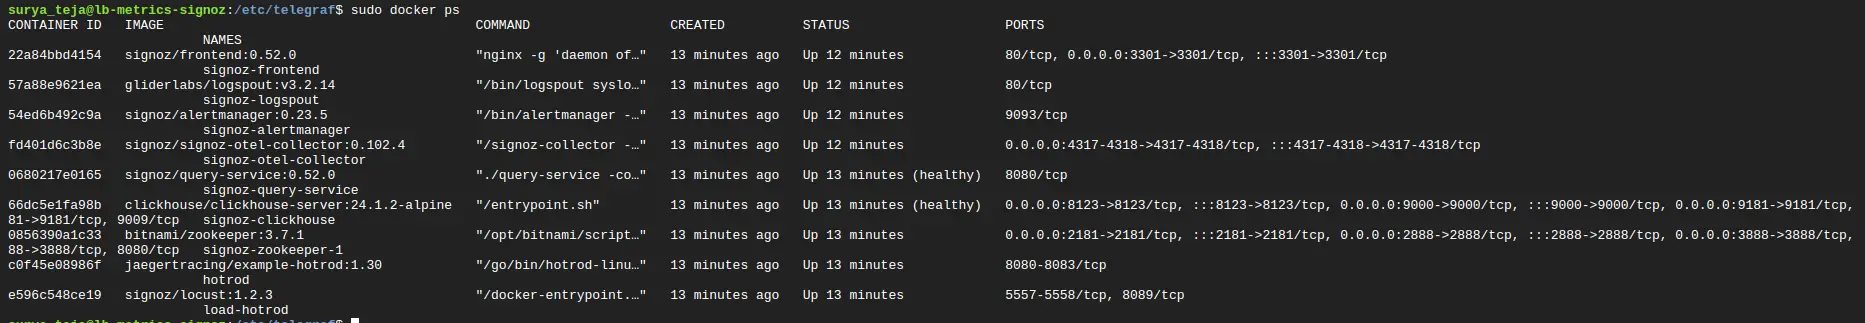 surya_teja@lb-metrics-signoz:/etc/telegraf$ sudo docker ps
CONTAINER ID   IMAGE                                         COMMAND                  CREATED          STATUS                    PORTS
                         NAMES
22a84bbd4154   signoz/frontend:0.52.0                        "nginx -g 'daemon of…"   13 minutes ago   Up 12 minutes             80/tcp, 0.0.0.0:3301->3301/tcp, :::3301->3301/tcp
                         signoz-frontend
57a88e9621ea   gliderlabs/logspout:v3.2.14                   "/bin/logspout syslo…"   13 minutes ago   Up 12 minutes             80/tcp
                         signoz-logspout
54ed6b492c9a   signoz/alertmanager:0.23.5                    "/bin/alertmanager -…"   13 minutes ago   Up 12 minutes             9093/tcp
                         signoz-alertmanager
fd401d6c3b8e   signoz/signoz-otel-collector:0.102.4          "/signoz-collector -…"   13 minutes ago   Up 12 minutes             0.0.0.0:4317-4318->4317-4318/tcp, :::4317-4318->4317-4318/tcp
                         signoz-otel-collector
0680217e0165   signoz/query-service:0.52.0                   "./query-service -co…"   13 minutes ago   Up 13 minutes (healthy)   8080/tcp
                         signoz-query-service
66dc5e1fa98b   clickhouse/clickhouse-server:24.1.2-alpine   "/entrypoint.sh"         13 minutes ago   Up 13 minutes (healthy)   0.0.0.0:8123->8123/tcp, :::8123->8123/tcp, 0.0.0.0:9000->9000/tcp, :::9000->9000/tcp, 0.0.0.0:9181->9181/tcp,
81->9181/tcp, 9009/tcp   signoz-clickhouse
0856390a1c33   bitnami/zookeeper:3.7.1                       "/opt/bitnami/script…"   13 minutes ago   Up 13 minutes             0.0.0.0:2181->2181/tcp, :::2181->2181/tcp, 0.0.0.0:2888->2888/tcp, :::2888->2888/tcp, 0.0.0.0:3888->3888/tcp,
88->3888/tcp, 8080/tcp   signoz-zookeeper-1
c0f45e08986f   jaegertracing/example-hotrod:1.30             "/go/bin/hotrod-linu…"   13 minutes ago   Up 13 minutes             8080-8083/tcp
                         hotrod
e596c548ce19   signoz/locust:1.2.3                           "/docker-entrypoint.…"   13 minutes ago   Up 13 minutes             5557-5558/tcp, 8089/tcp
                         load-hotrod
surya_teja@lb-metrics-signoz:/etc/telegraf$